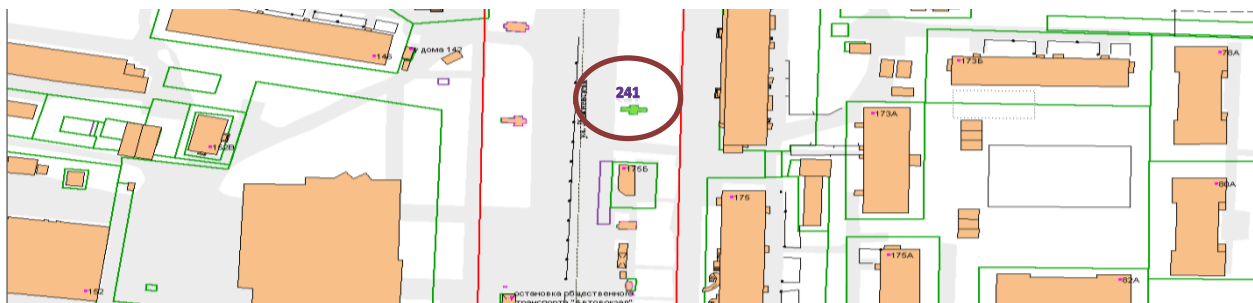 у дома 142
146
241
173Б
78А
173А
152В
175Б
175
80А
175А
152
82А
остановка общественного
транспорта "Автовокзал"